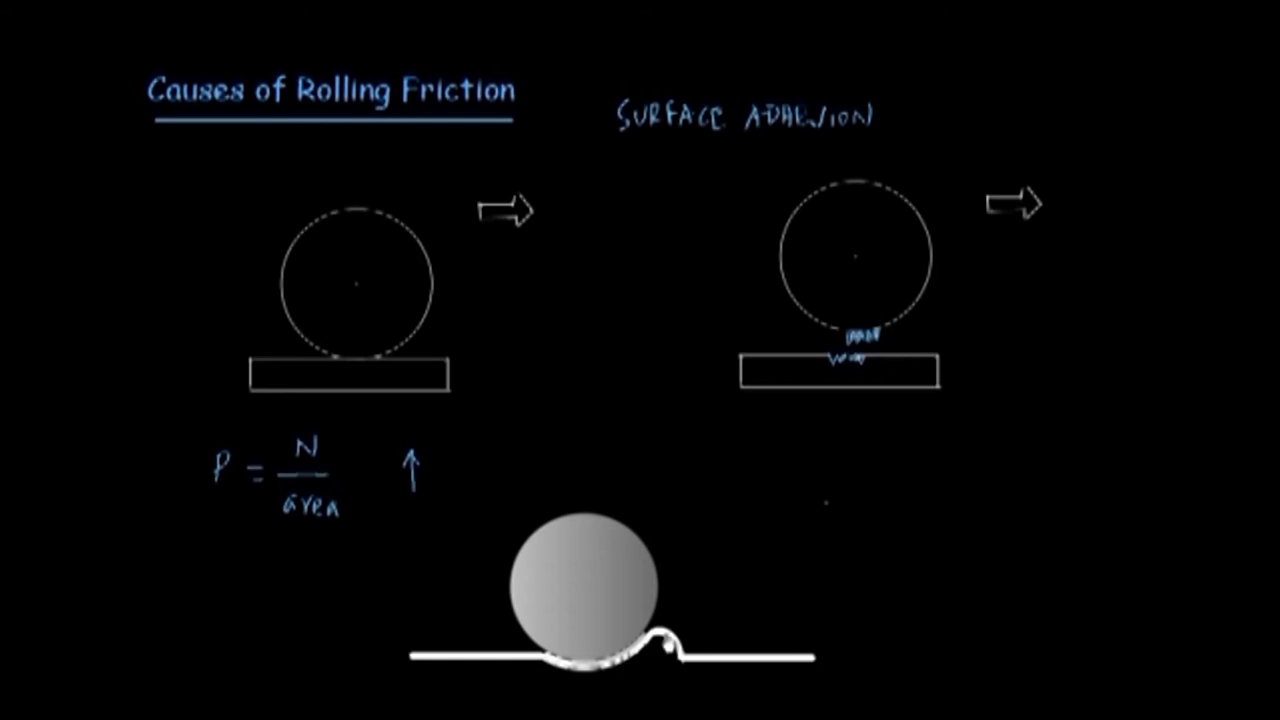 Causes of Rolling Friction
SURFACE ADHESION
P = N / area ↑